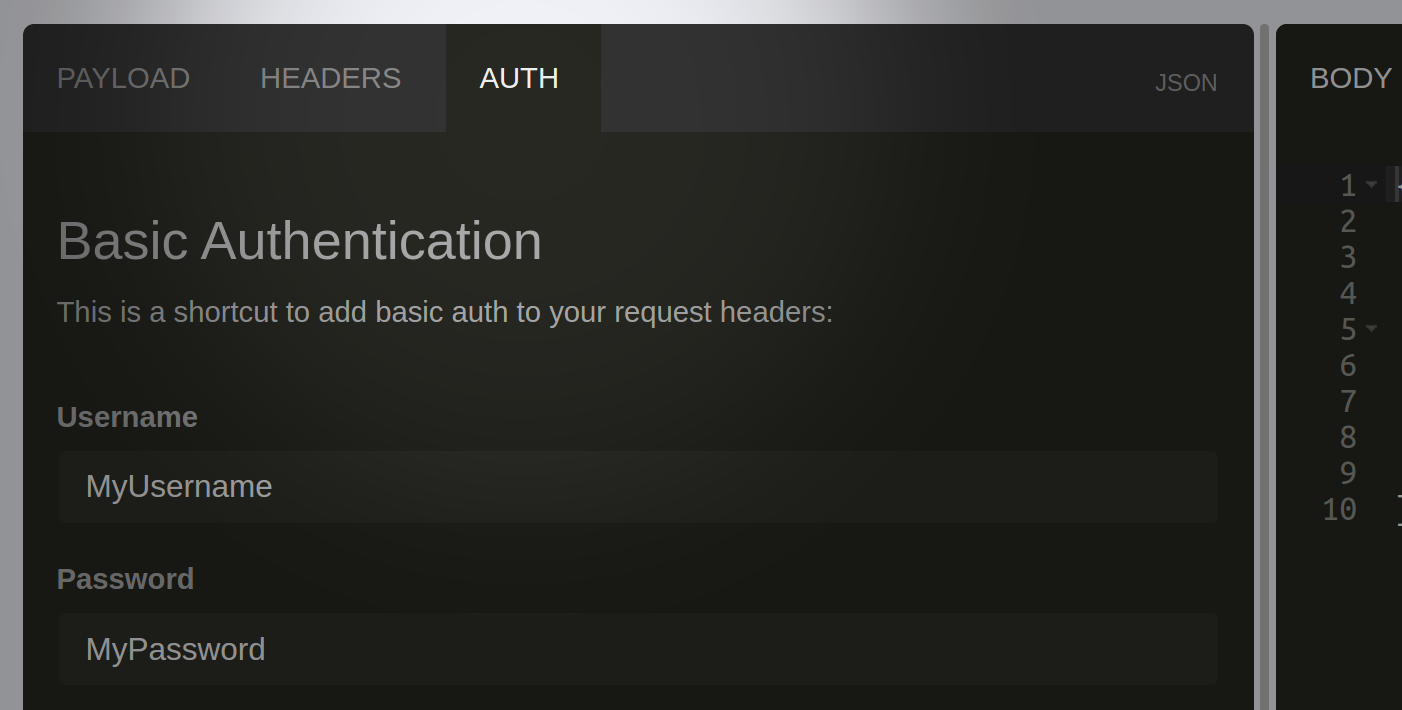 PAYLOAD HEADERS AUTH JSON BODY
Basic Authentication
This is a shortcut to add basic auth to your request headers:
Username
MyUsername
Password
MyPassword
1
2
3
4
5
6
7
8
9
10